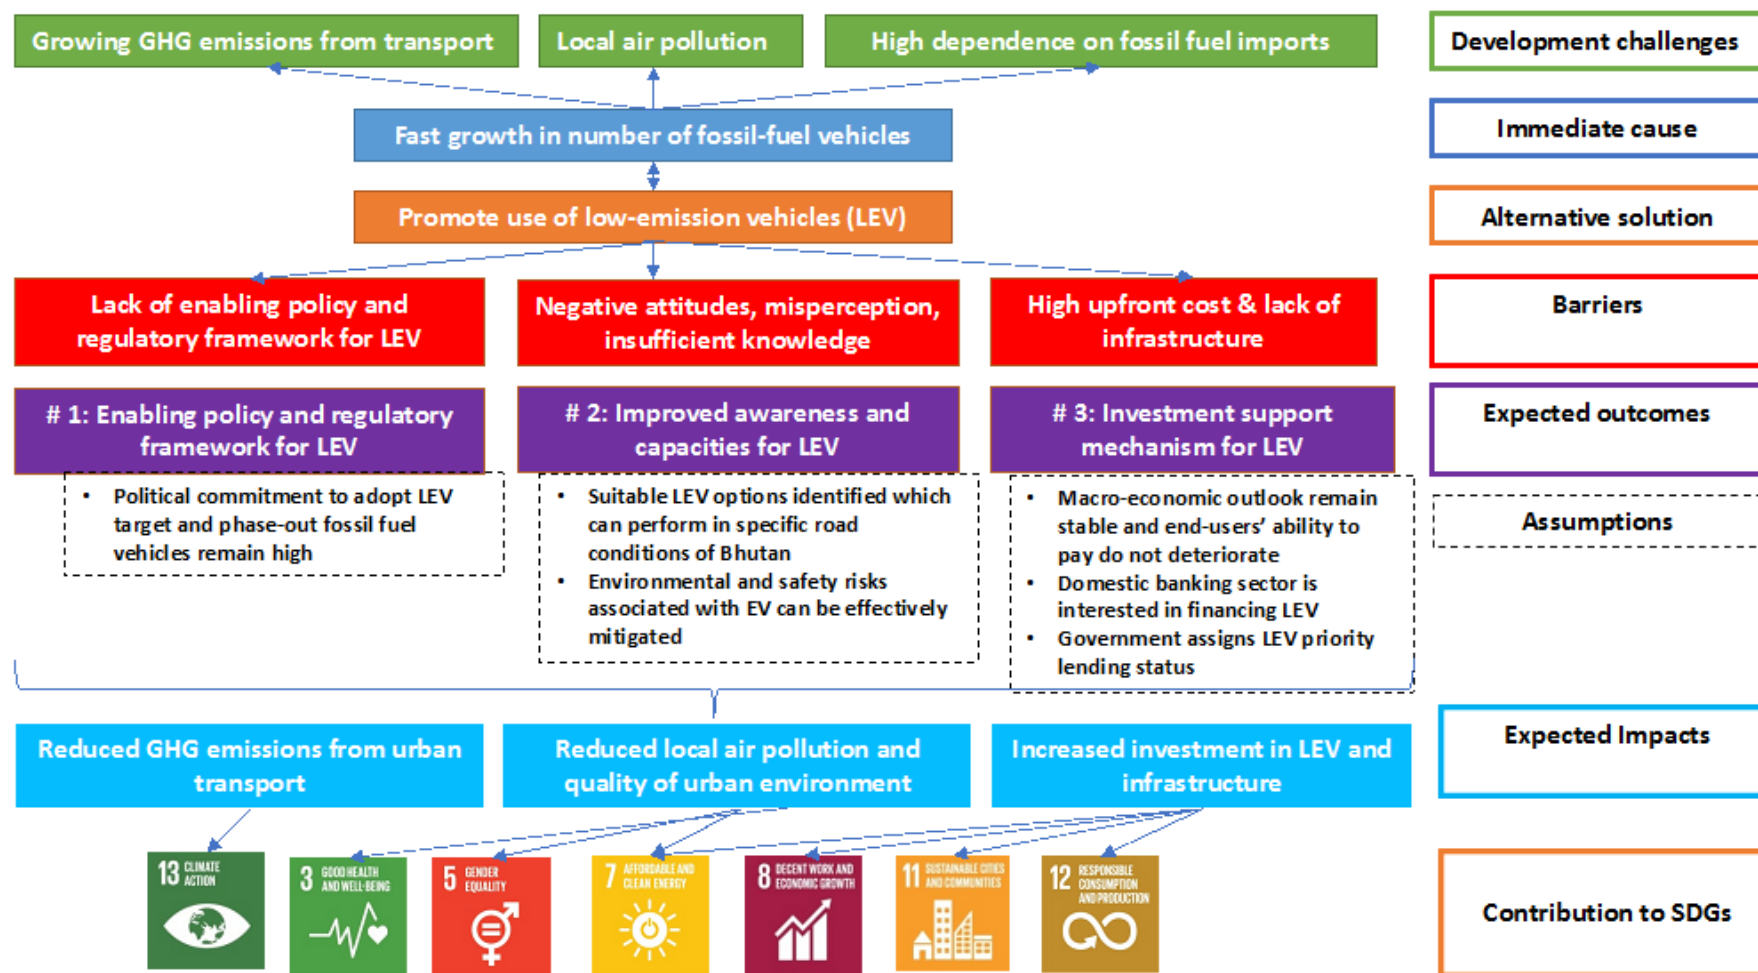 Growing GHG emissions from transport
Local air pollution
High dependence on fossil fuel imports
Development challenges
Fast growth in number of fossil-fuel vehicles
Immediate cause
Promote use of low-emission vehicles (LEV)
Alternative solution
Lack of enabling policy and
regulatory framework for LEV
Negative attitudes, misperception,
insufficient knowledge
High upfront cost & lack of
infrastructure
Barriers
# 1: Enabling policy and regulatory
framework for LEV
# 2: Improved awareness and
capacities for LEV
# 3: Investment support
mechanism for LEV
Expected outcomes
• Political commitment to adopt LEV
target and phase-out fossil fuel
vehicles remain high
• Suitable LEV options identified which
can perform in specific road
conditions of Bhutan
• Environmental and safety risks
associated with EV can be effectively
mitigated
• Macro-economic outlook remain
stable and end-users’ ability to
pay do not deteriorate
• Domestic banking sector is
interested in financing LEV
• Government assigns LEV priority
lending status
Assumptions
Reduced GHG emissions from urban
transport
Reduced local air pollution and
quality of urban environment
Increased investment in LEV and
infrastructure
Expected Impacts
13 CLIMATE
ACTION
3 GOOD HEALTH
AND WELL-BEING
5 GENDER
EQUALITY
7 AFFORDABLE AND
CLEAN ENERGY
8 DECENT WORK AND
ECONOMIC GROWTH
11 SUSTAINABLE CITIES
AND COMMUNITIES
12 RESPONSIBLE
CONSUMPTION
AND PRODUCTION
Contribution to SDGs